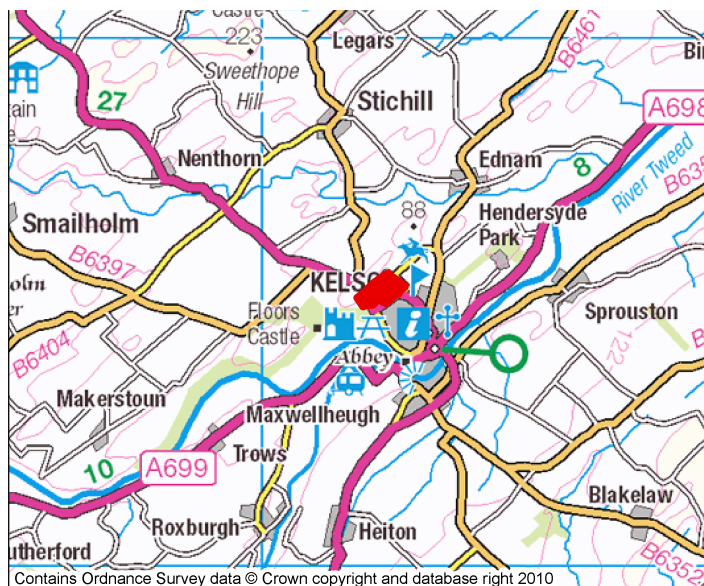 Castle
223
Legars
B6461
Sweethope
Hill
Stichill
27
A698
Nenthorn
Ednam
8
River Tweed
Smailholm
88
Hendersyde
Park
B6397
KELSO
Floors
Castle
Sprouston
B6404
Abbey
122
Makerstoun
Maxwellheugh
10
A699
Trows
Blakelaw
Roxburgh
Heiton
B6352
Contains Ordnance Survey data © Crown copyright and database right 2010